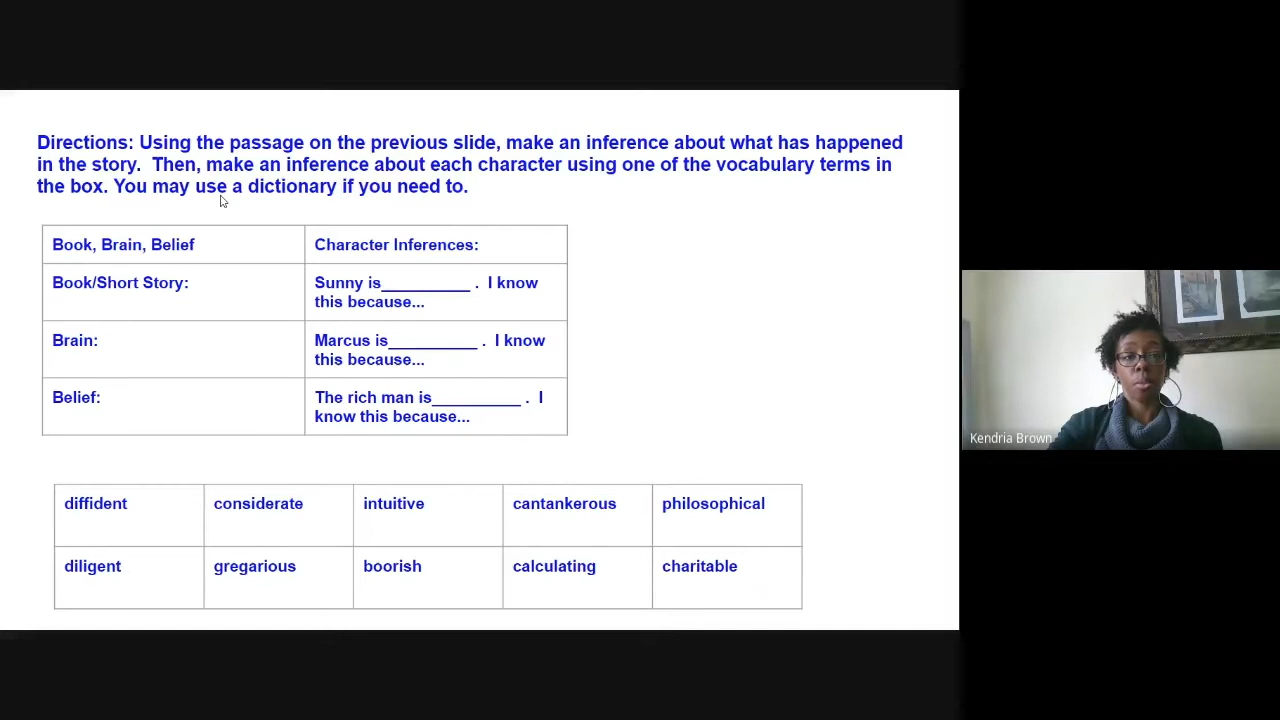 Directions: Using the passage on the previous slide, make an inference about what has happened
in the story.  Then, make an inference about each character using one of the vocabulary terms in
the box. You may use a dictionary if you need to.
Book, Brain, Belief
Character Inferences:
Book/Short Story:
Sunny is__________ .  I know
this because...
Brain:
Marcus is__________ .  I know
this because...
Belief:
The rich man is__________ .  I
know this because...
diffident
considerate
intuitive
cantankerous
philosophical
diligent
gregarious
boorish
calculating
charitable
Kendria Brown